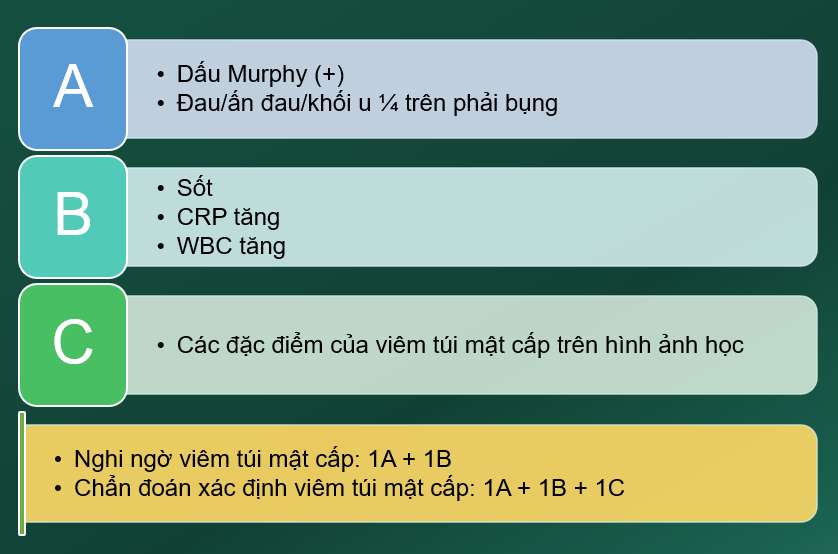 A
• Dấu Murphy (+)
• Đau/ấn đau/khối u ¼ trên phải bụng
B
• Sốt
• CRP tăng
• WBC tăng
C
• Các đặc điểm của viêm túi mật cấp trên hình ảnh học
• Nghi ngờ viêm túi mật cấp: 1A + 1B
• Chẩn đoán xác định viêm túi mật cấp: 1A + 1B + 1C